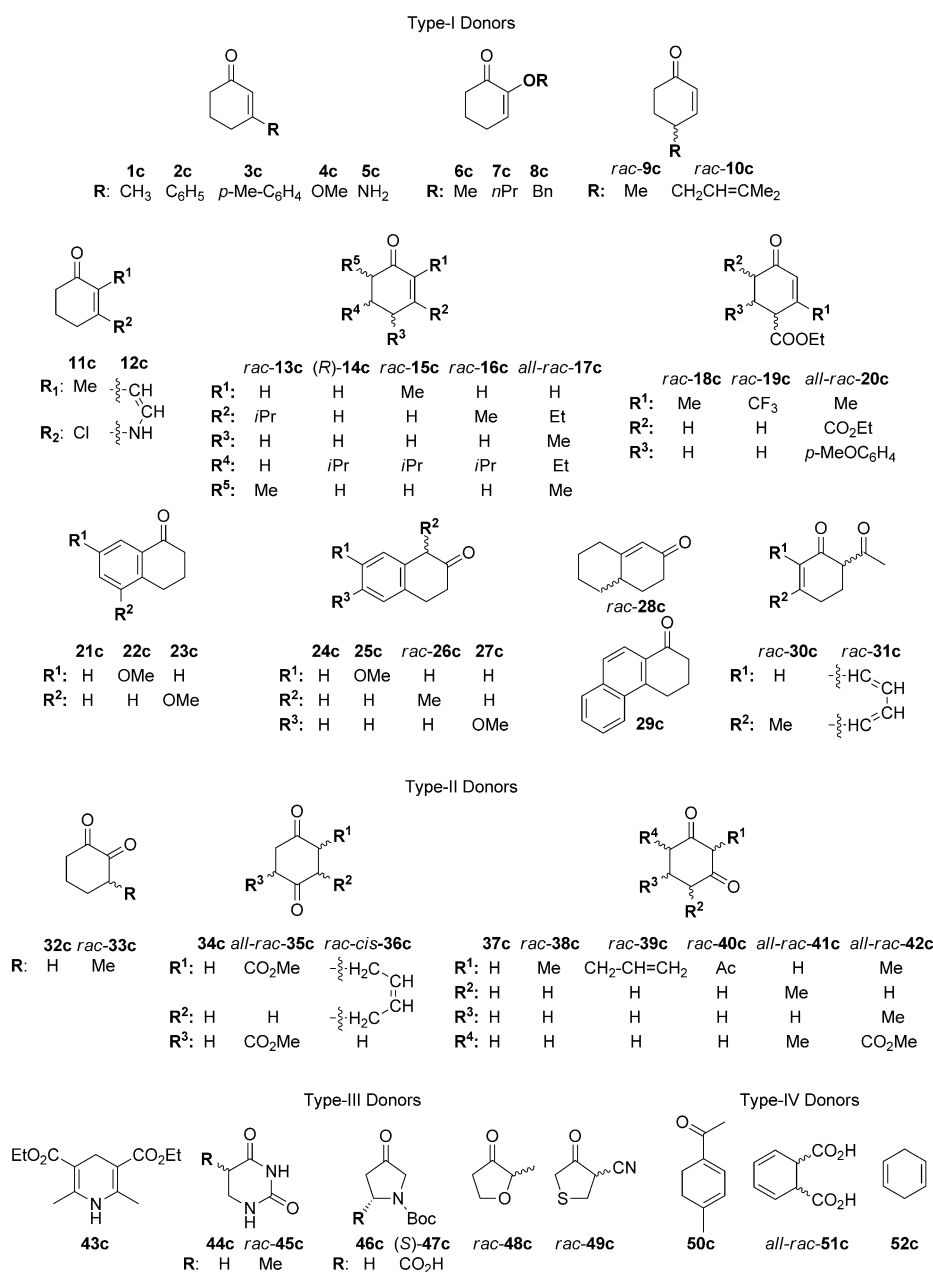 Type-I Donors
O
R
1c 2c 3c 4c 5c
R: CH3 C6H5 p-Me-C6H4 OMe NH2
O
OR
6c 7c 8c
R: Me nPr Bn
O
R
rac-9c rac-10c
R: Me CH2CH=CMe2
O
R1
R2
11c 12c
R1: Me CH
CH
R2: Cl NH
O
R5 R1
R4 R2
R3
rac-13c (R)-14c rac-15c rac-16c all-rac-17c
R1: H H Me H H
R2: iPr H H Me Et
R3: H H H H Me
R4: H iPr iPr iPr Et
R5: Me H H H Me
O
R2
R3 R1
COOEt
rac-18c rac-19c all-rac-20c
R1: Me CF3 Me
R2: H H CO2Et
R3: H H p-MeOC6H4
O
R1
R2
21c 22c 23c
R1: H OMe H
R2: H H OMe
R2
R1 O
R3
24c 25c rac-26c 27c
R1: H OMe H H
R2: H H Me H
R3: H H H OMe
O
rac-28c
O
29c
O O
R1
R2
rac-30c rac-31c
R1: H HC
CH
CH
R2: Me HC
Type-II Donors
O
O
R
32c rac-33c
R: H Me
O
R1
R3 R2
O
34c all-rac-35c rac-cis-36c
R1: H CO2Me H2C
CH
CH
R2: H H H2C
R3: H CO2Me H
O
R4 R1
R3 O
R2
37c rac-38c rac-39c rac-40c all-rac-41c all-rac-42c
R1: H Me CH2-CH=CH2 Ac H Me
R2: H H H H Me H
R3: H H H H H Me
R4: H H H H Me CO2Me
Type-III Donors
EtO2C CO2Et
N
H
43c
O
R
NH
N O
H
44c rac-45c
R: H Me
O
N
R Boc
46c (S)-47c
R: H CO2H
O
O
rac-48c
O
CN
S
rac-49c
Type-IV Donors
O
50c
CO2H
CO2H
all-rac-51c
52c